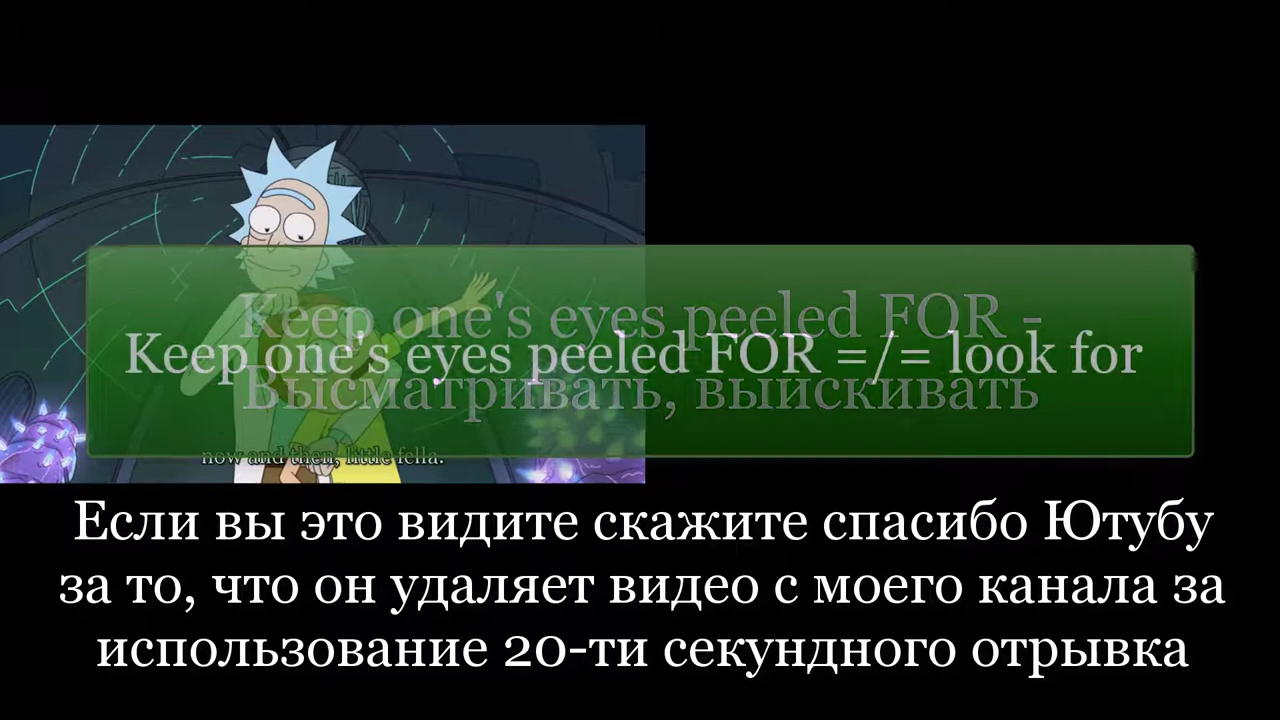 Keep one's eyes peeled FOR -
Keep one's eyes peeled FOR =/= look for
Высматривать, выискивать
now and then, little fella.
Если вы это видите скажите спасибо Ютубу
за то, что он удаляет видео с моего канала за
использование 20-ти секундного отрывка